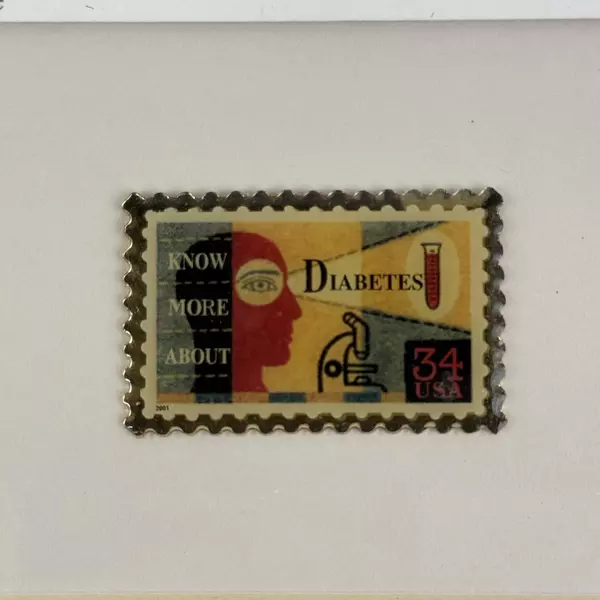 KNOW
MORE
ABOUT
DIABETES
34
USA
2001